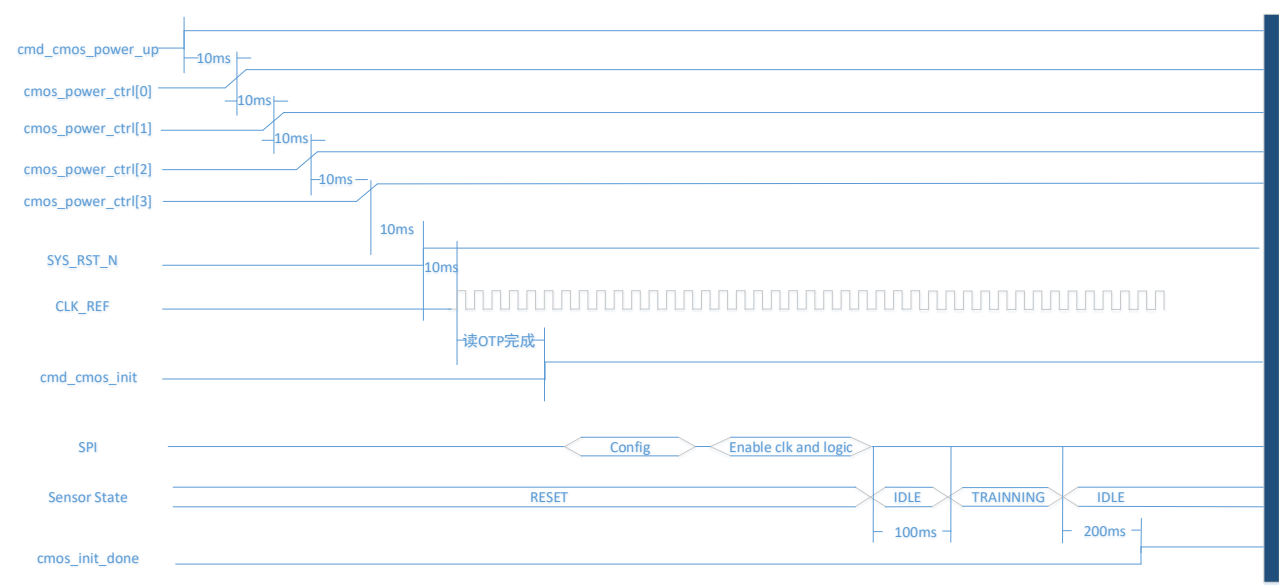 cmd_cmos_power_up
10ms
cmos_power_ctrl[0]
10ms
cmos_power_ctrl[1]
10ms
cmos_power_ctrl[2]
10ms
cmos_power_ctrl[3]
10ms
SYS_RST_N
10ms
CLK_REF
读OTP完成
cmd_cmos_init
SPI
Config
Enable clk and logic
Sensor State
RESET
IDLE
TRAINNING
IDLE
100ms
200ms
cmos_init_done